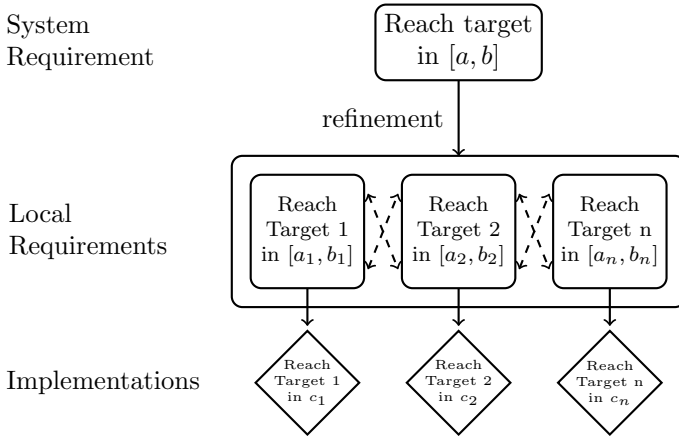 System
Requirement
Reach target
in [a, b]
refinement
Local
Requirements
Reach
Target 1
in [a₁, b₁]
Reach
Target 2
in [a₂, b₂]
Reach
Target n
in [aₙ, bₙ]
Implementations
Reach
Target 1
in c₁
Reach
Target 2
in c₂
Reach
Target n
in cₙ